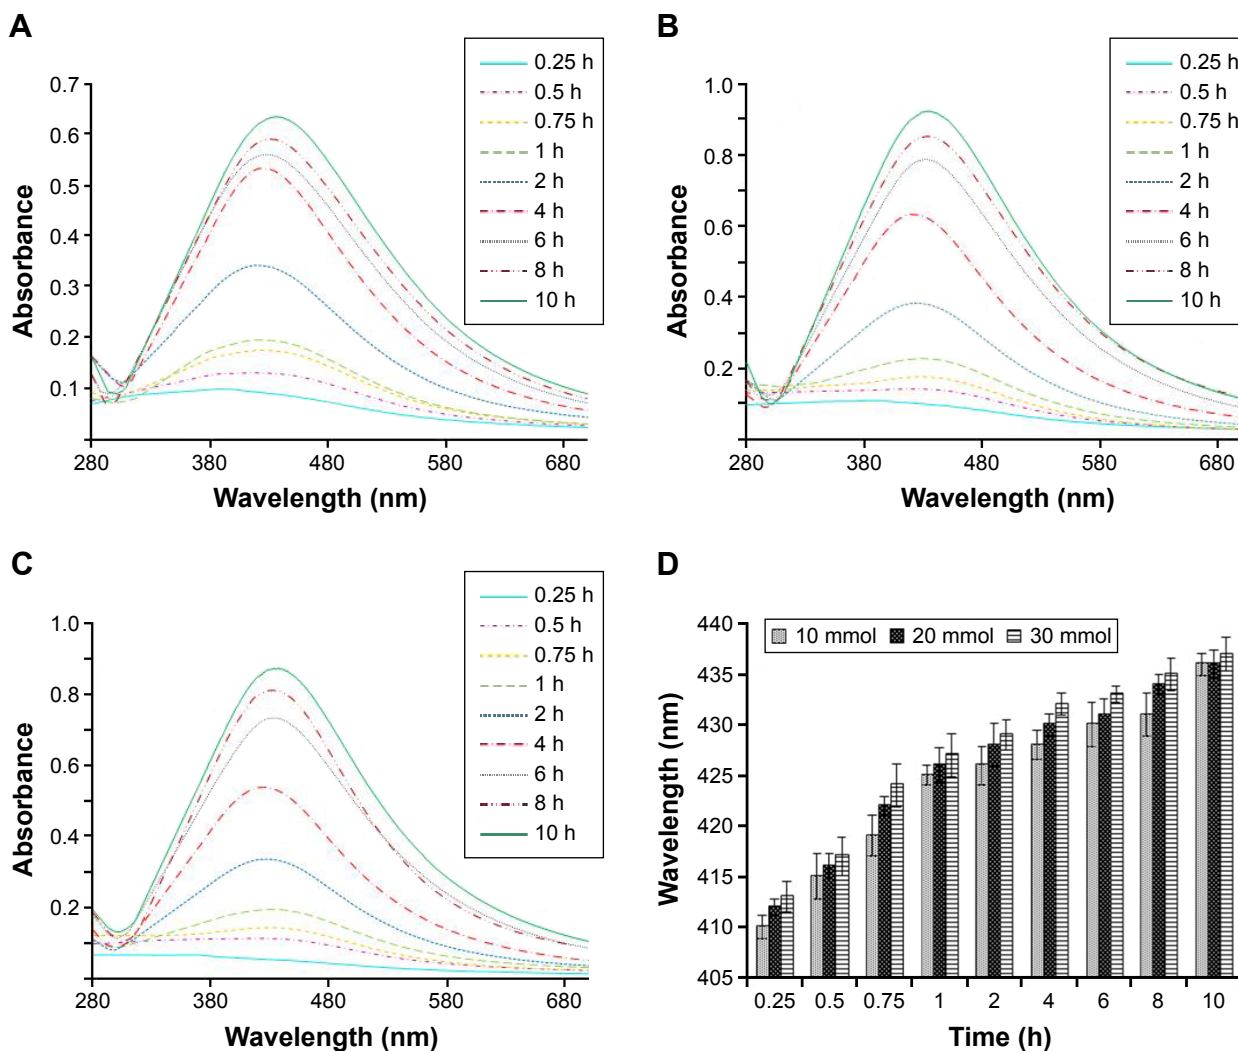 A
0.25 h
0.5 h
0.75 h
1 h
2 h
4 h
6 h
8 h
10 h
0.7
0.6
0.5
0.4
0.3
0.2
0.1
Absorbance
280 380 480 580 680
Wavelength (nm)
B
0.25 h
0.5 h
0.75 h
1 h
2 h
4 h
6 h
8 h
10 h
1.0
0.8
0.6
0.4
0.2
Absorbance
280 380 480 580 680
Wavelength (nm)
C
0.25 h
0.5 h
0.75 h
1 h
2 h
4 h
6 h
8 h
10 h
1.0
0.8
0.6
0.4
0.2
Absorbance
280 380 480 580 680
Wavelength (nm)
D
10 mmol 20 mmol 30 mmol
440
435
430
425
420
415
410
405
Wavelength (nm)
0.25 0.5 0.75 1 2 4 6 8 10
Time (h)